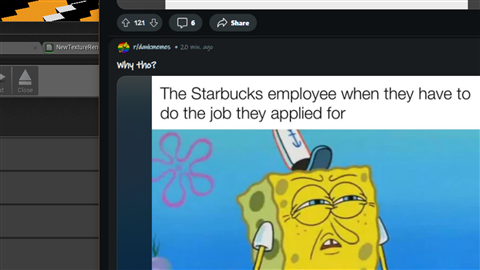 121
6
Share
NewTextureRen
r/dankmemes • 20 min. ago
Close
Why tho?
The Starbucks employee when they have to
do the job they applied for